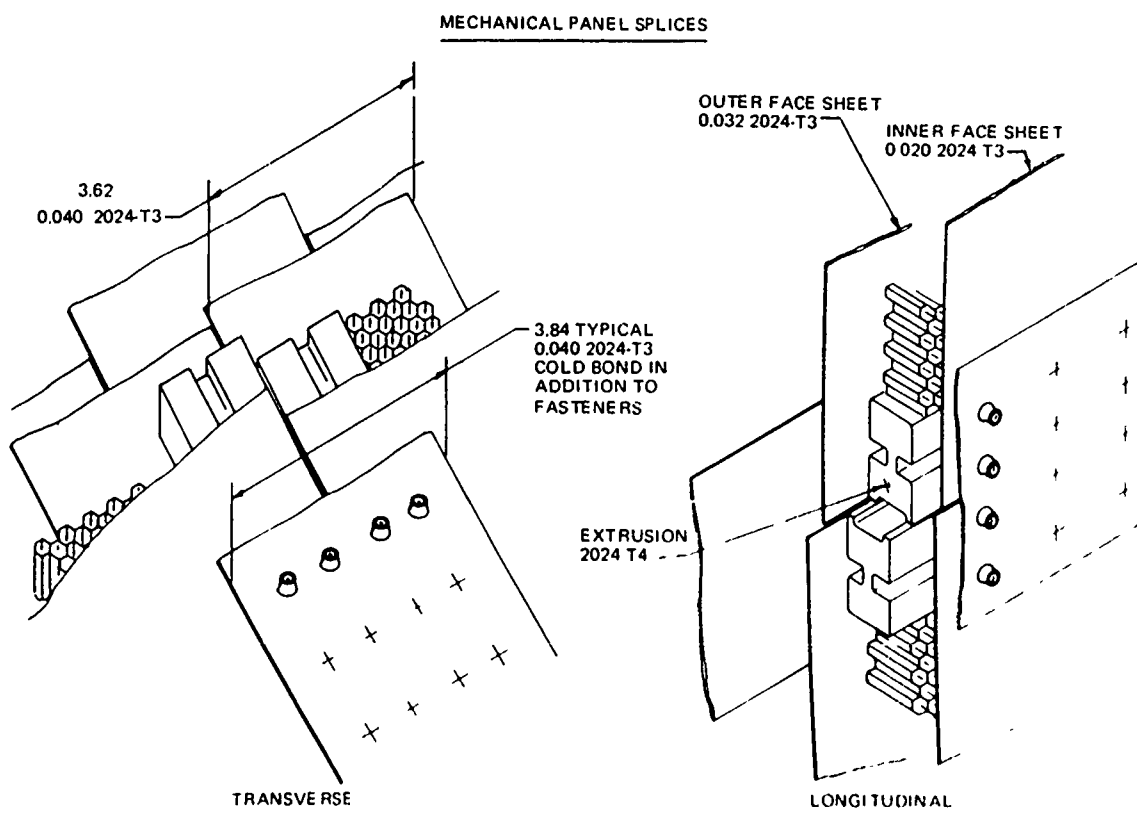 MECHANICAL PANEL SPLICES
3.62
0.040 2024-T3
OUTER FACE SHEET
0.032 2024-T3
INNER FACE SHEET
0 020 2024 T3
3.84 TYPICAL
0.040 2024-T3
COLD BOND IN
ADDITION TO
FASTENERS
EXTRUSION
2024 T4
TRANSVERSE
LONGITUDINAL